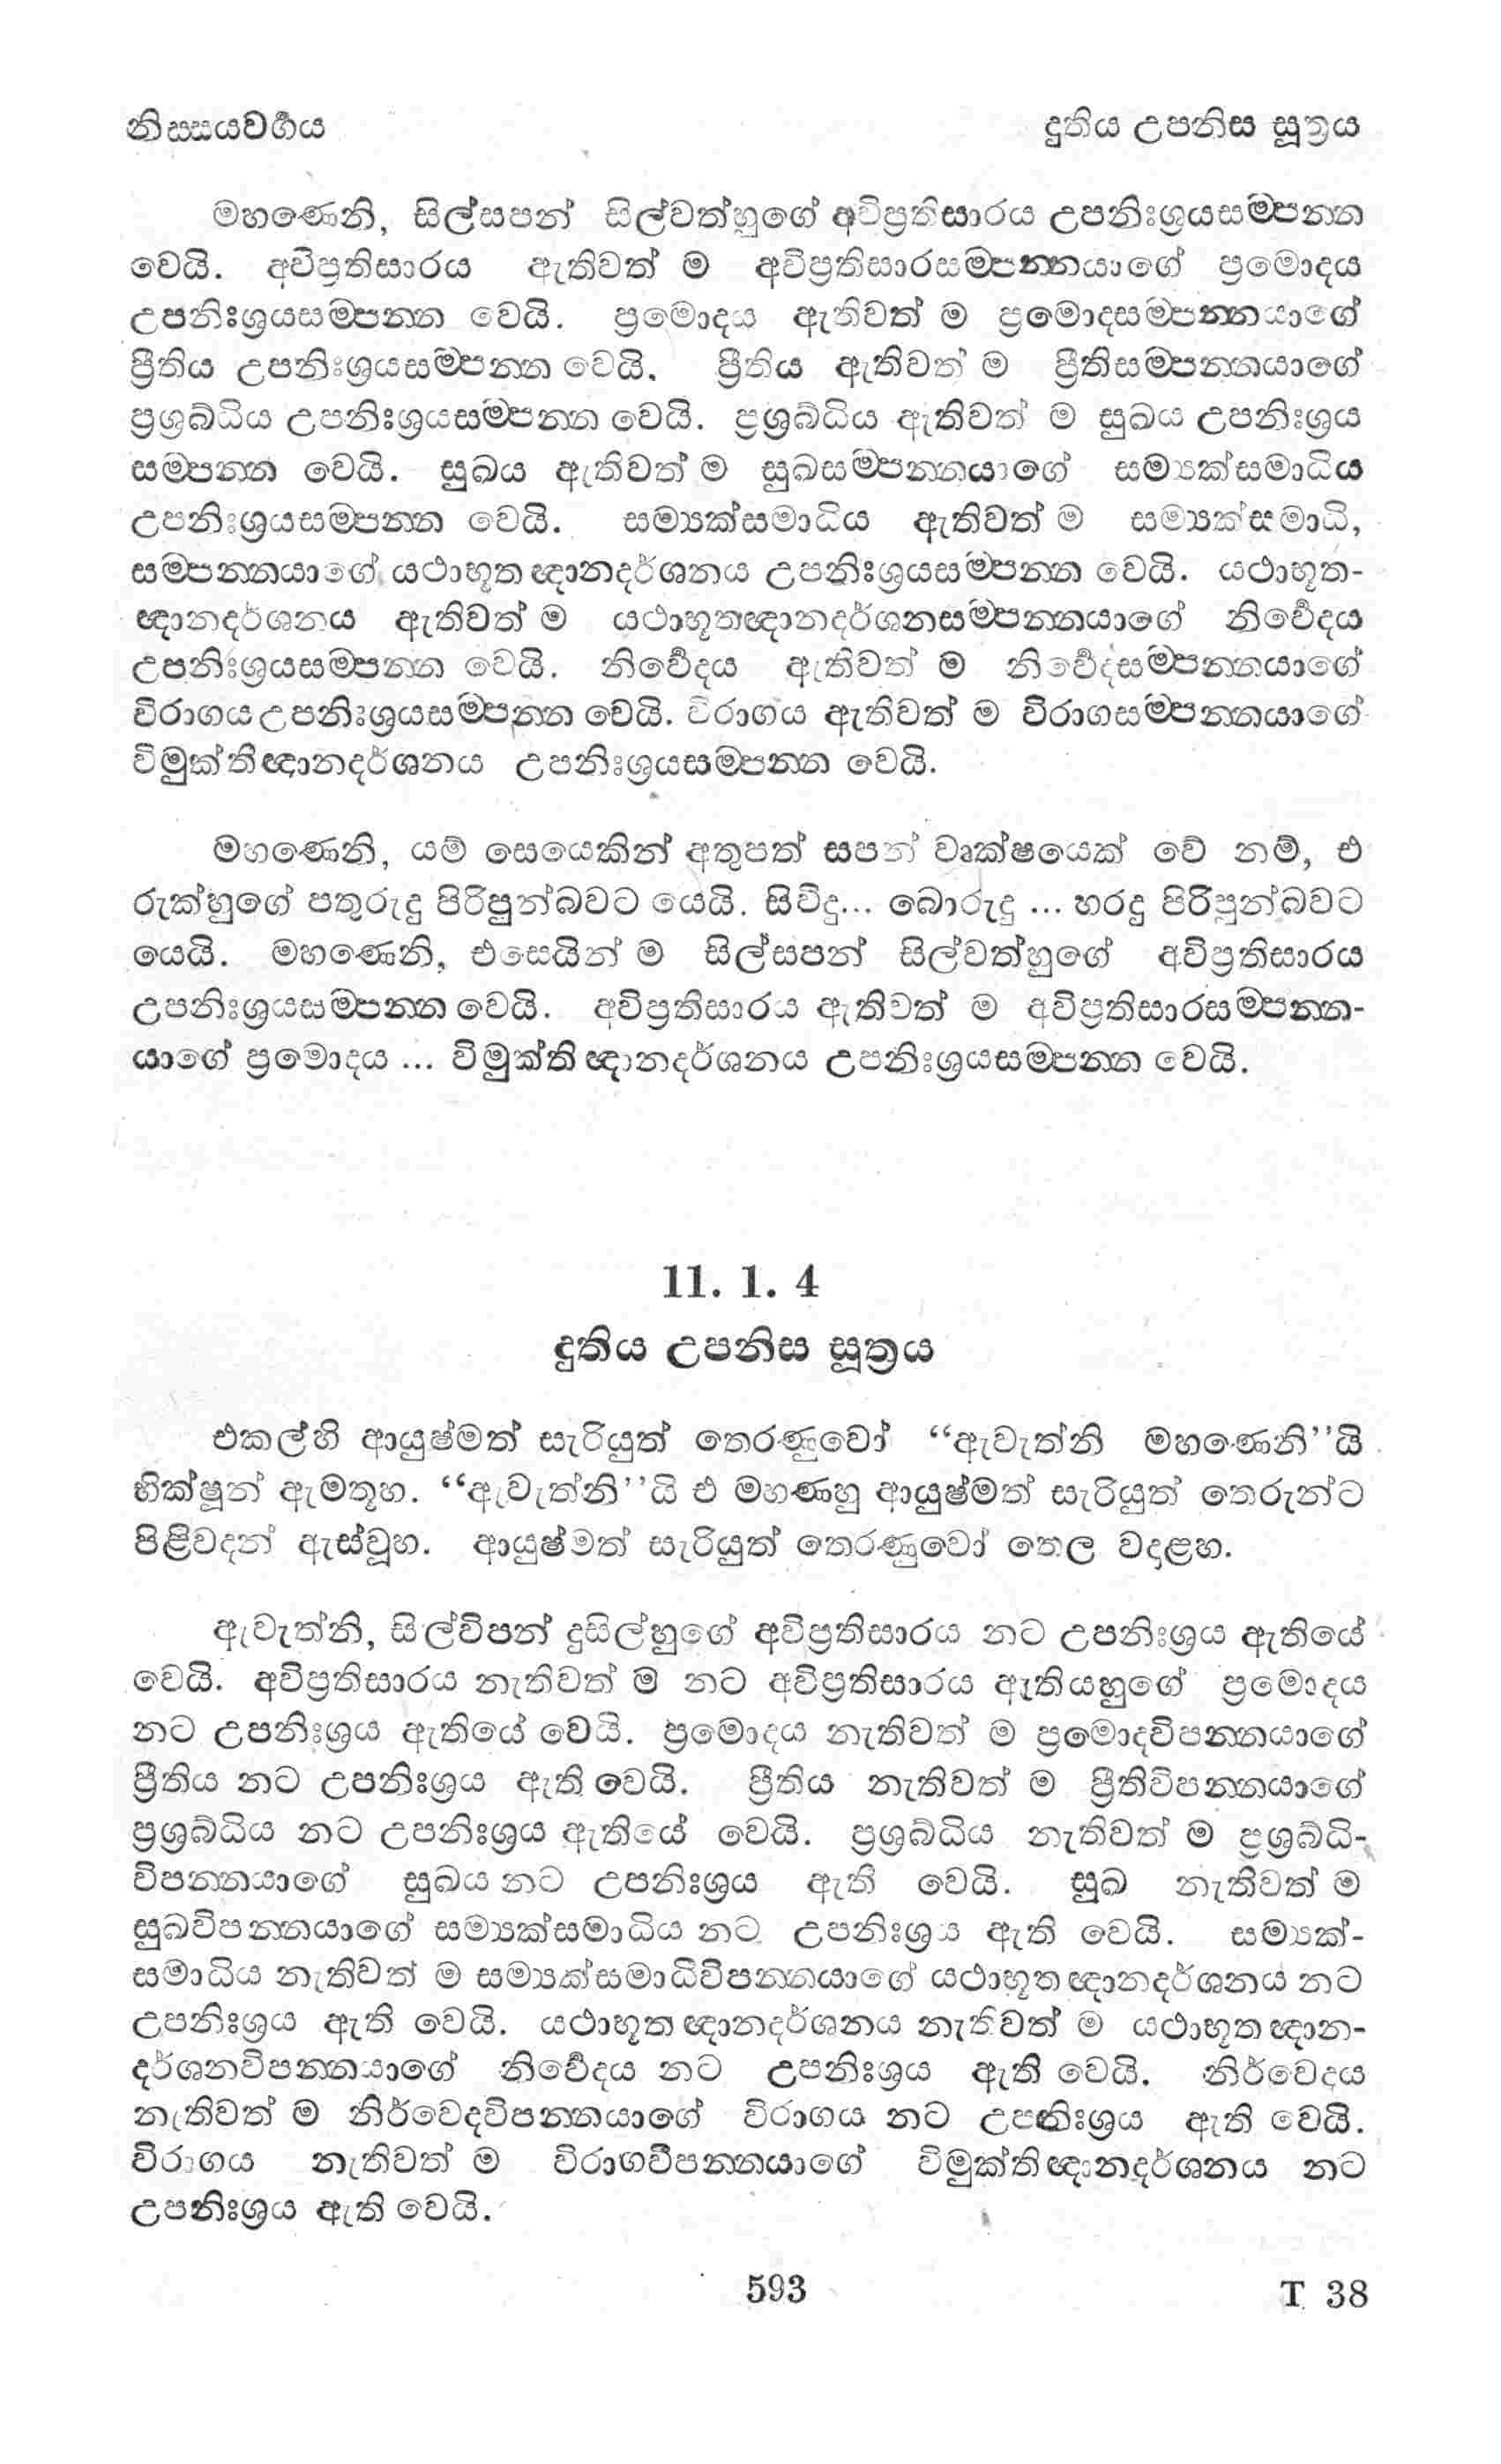 නිස්සයවර්ගය දුතිය උපනිස සූත්‍රය
මහණෙනි, සිල්සපන් සිල්වත්හුගේ අවිප්‍රතිසාරය උපනිඃශ්‍රයසම්පන්න
වෙයි. අවිප්‍රතිසාරය ඇතිවත් ම අවිප්‍රතිසාරසම්පන්නයාගේ ප්‍රමොදය
උපනිඃශ්‍රයසම්පන්න වෙයි. ප්‍රමොදය ඇතිවත් ම ප්‍රමොදසම්පන්නයාගේ
ප්‍රීතිය උපනිඃශ්‍රයසම්පන්න වෙයි. ප්‍රීතිය ඇතිවත් ම ප්‍රීතිසම්පන්නයාගේ
ප්‍රශ්‍රබ්ධිය උපනිඃශ්‍රයසම්පන්න වෙයි. ප්‍රශ්‍රබ්ධිය ඇතිවත් ම සුඛය උපනිඃශ්‍රය
සම්පන්න වෙයි. සුඛය ඇතිවත් ම සුඛසම්පන්නයාගේ සම්‍යක්සමාධිය
උපනිඃශ්‍රයසම්පන්න වෙයි. සම්‍යක්සමාධිය ඇතිවත් ම සම්‍යක්සමාධි,
සම්පන්නයාගේ යථාභූතඥානදර්ශනය උපනිඃශ්‍රයසම්පන්න වෙයි. යථාභූත-
ඥානදර්ශනය ඇතිවත් ම යථාභූතඥානදර්ශනසම්පන්නයාගේ නිර්වේදය
උපනිඃශ්‍රයසම්පන්න වෙයි. නිර්වේදය ඇතිවත් ම නිර්වේදසම්පන්නයාගේ
විරාගය උපනිඃශ්‍රයසම්පන්න වෙයි. විරාගය ඇතිවත් ම විරාගසම්පන්නයාගේ
විමුක්තිඥානදර්ශනය උපනිඃශ්‍රයසම්පන්න වෙයි.
මහණෙනි, යම් සෙයෙකින් අතුපත් සපන් වෘක්ෂයෙක් වේ නම්, එ
රුක්හුගේ පතුරුදු පිරිපුන්බවට යෙයි. සිවිදු... බොරුදු ... හරදු පිරිපුන්බවට
යෙයි. මහණෙනි, එසෙයින් ම සිල්සපන් සිල්වත්හුගේ අවිප්‍රතිසාරය
උපනිඃශ්‍රයසම්පන්න වෙයි. අවිප්‍රතිසාරය ඇතිවත් ම අවිප්‍රතිසාරසම්පන්න-
යාගේ ප්‍රමොදය ... විමුක්තිඥානදර්ශනය උපනිඃශ්‍රයසම්පන්න වෙයි.
11. 1. 4
දුතිය උපනිස සූත්‍රය
එකල්හි ආයුෂ්මත් සැරියුත් තෙරණුවෝ “ඇවැත්නි මහණෙනි”යි
භික්ෂූන් ඇමතූහ. “ඇවැත්නි”යි එ මහණහු ආයුෂ්මත් සැරියුත් තෙරුන්ට
පිළිවදන් ඇස්වූහ. ආයුෂ්මත් සැරියුත් තෙරණුවෝ තෙල වදාළහ.
ඇවැත්නි, සිල්විපන් දුසිල්හුගේ අවිප්‍රතිසාරය නට උපනිඃශ්‍රය ඇතියේ
වෙයි. අවිප්‍රතිසාරය නැතිවත් ම නට අවිප්‍රතිසාරය ඇතියහුගේ ප්‍රමොදය
නට උපනිඃශ්‍රය ඇතියේ වෙයි. ප්‍රමොදය නැතිවත් ම ප්‍රමොදවිපන්නයාගේ
ප්‍රීතිය නට උපනිඃශ්‍රය ඇති වෙයි. ප්‍රීතිය නැතිවත් ම ප්‍රීතිවිපන්නයාගේ
ප්‍රශ්‍රබ්ධිය නට උපනිඃශ්‍රය ඇතියේ වෙයි. ප්‍රශ්‍රබ්ධිය නැතිවත් ම ප්‍රශ්‍රබ්ධි-
විපන්නයාගේ සුඛය නට උපනිඃශ්‍රය ඇති වෙයි. සුඛ නැතිවත් ම
සුඛවිපන්නයාගේ සම්‍යක්සමාධිය නට උපනිඃශ්‍රය ඇති වෙයි. සම්‍යක්-
සමාධිය නැතිවත් ම සම්‍යක්සමාධිවිපන්නයාගේ යථාභූතඥානදර්ශනය නට
උපනිඃශ්‍රය ඇති වෙයි. යථාභූතඥානදර්ශනය නැතිවත් ම යථාභූතඥාන-
දර්ශනවිපන්නයාගේ නිර්වේදය නට උපනිඃශ්‍රය ඇති වෙයි. නිර්වෙදය
නැතිවත් ම නිර්වෙදවිපන්නයාගේ විරාගය නට උපනිඃශ්‍රය ඇති වෙයි.
විරාගය නැතිවත් ම විරාගවිපන්නයාගේ විමුක්තිඥානදර්ශනය නට
උපනිඃශ්‍රය ඇති වෙයි.
593 T 38